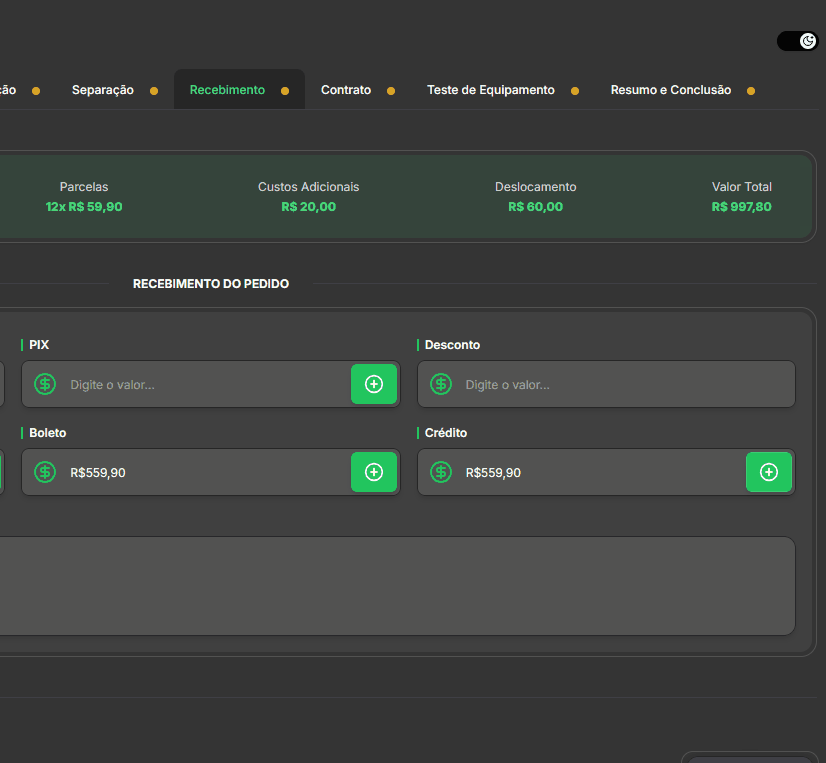 ção
Separação
Recebimento
Contrato
Teste de Equipamento
Resumo e Conclusão
Parcelas
Custos Adicionais
Deslocamento
Valor Total
12x R$ 59,90
R$ 20,00
R$ 60,00
R$ 997,80
RECEBIMENTO DO PEDIDO
PIX
Desconto
Digite o valor...
Digite o valor...
Boleto
Crédito
R$559,90
R$559,90